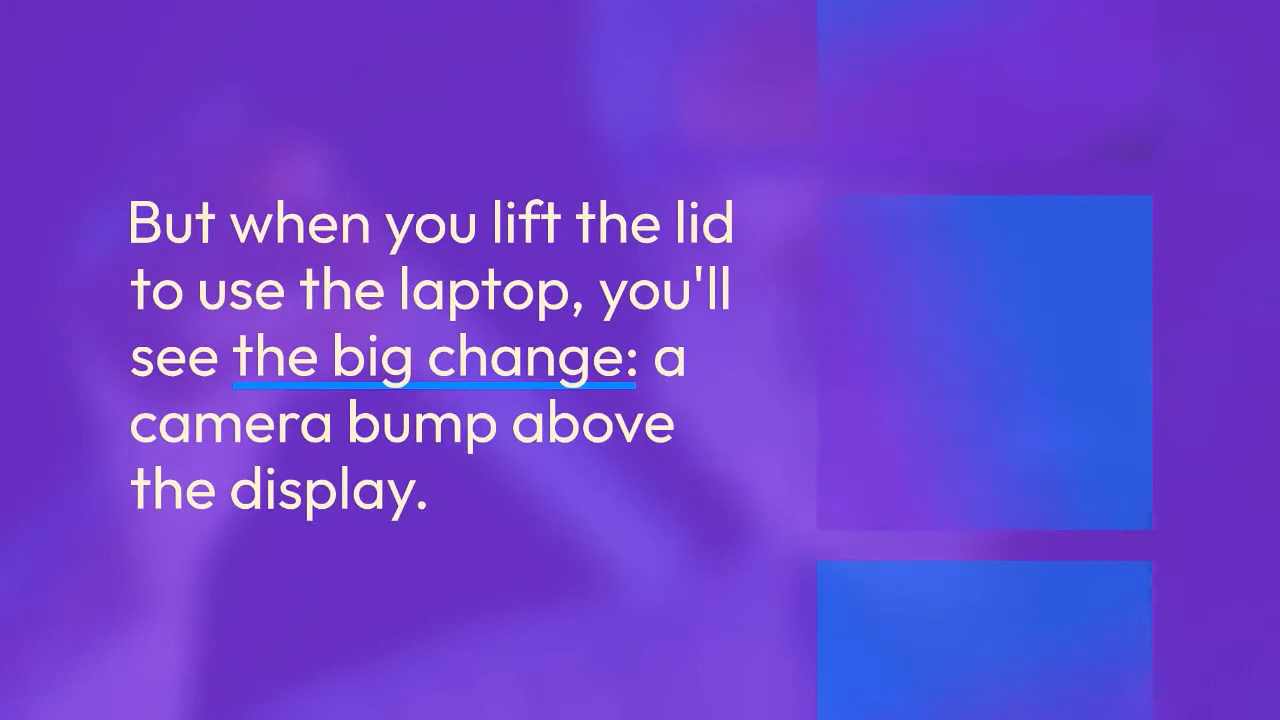 But when you lift the lid
to use the laptop, you'll
see the big change: a
camera bump above
the display.